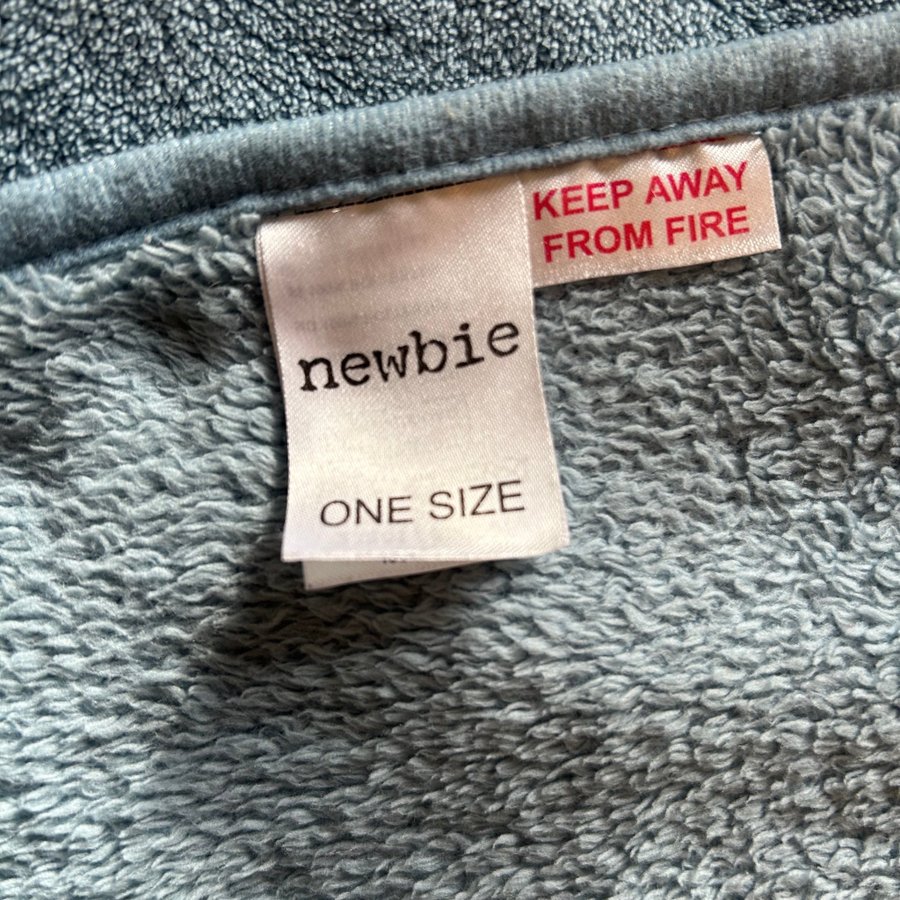 KEEP AWAY
FROM FIRE
newbie
ONE SIZE